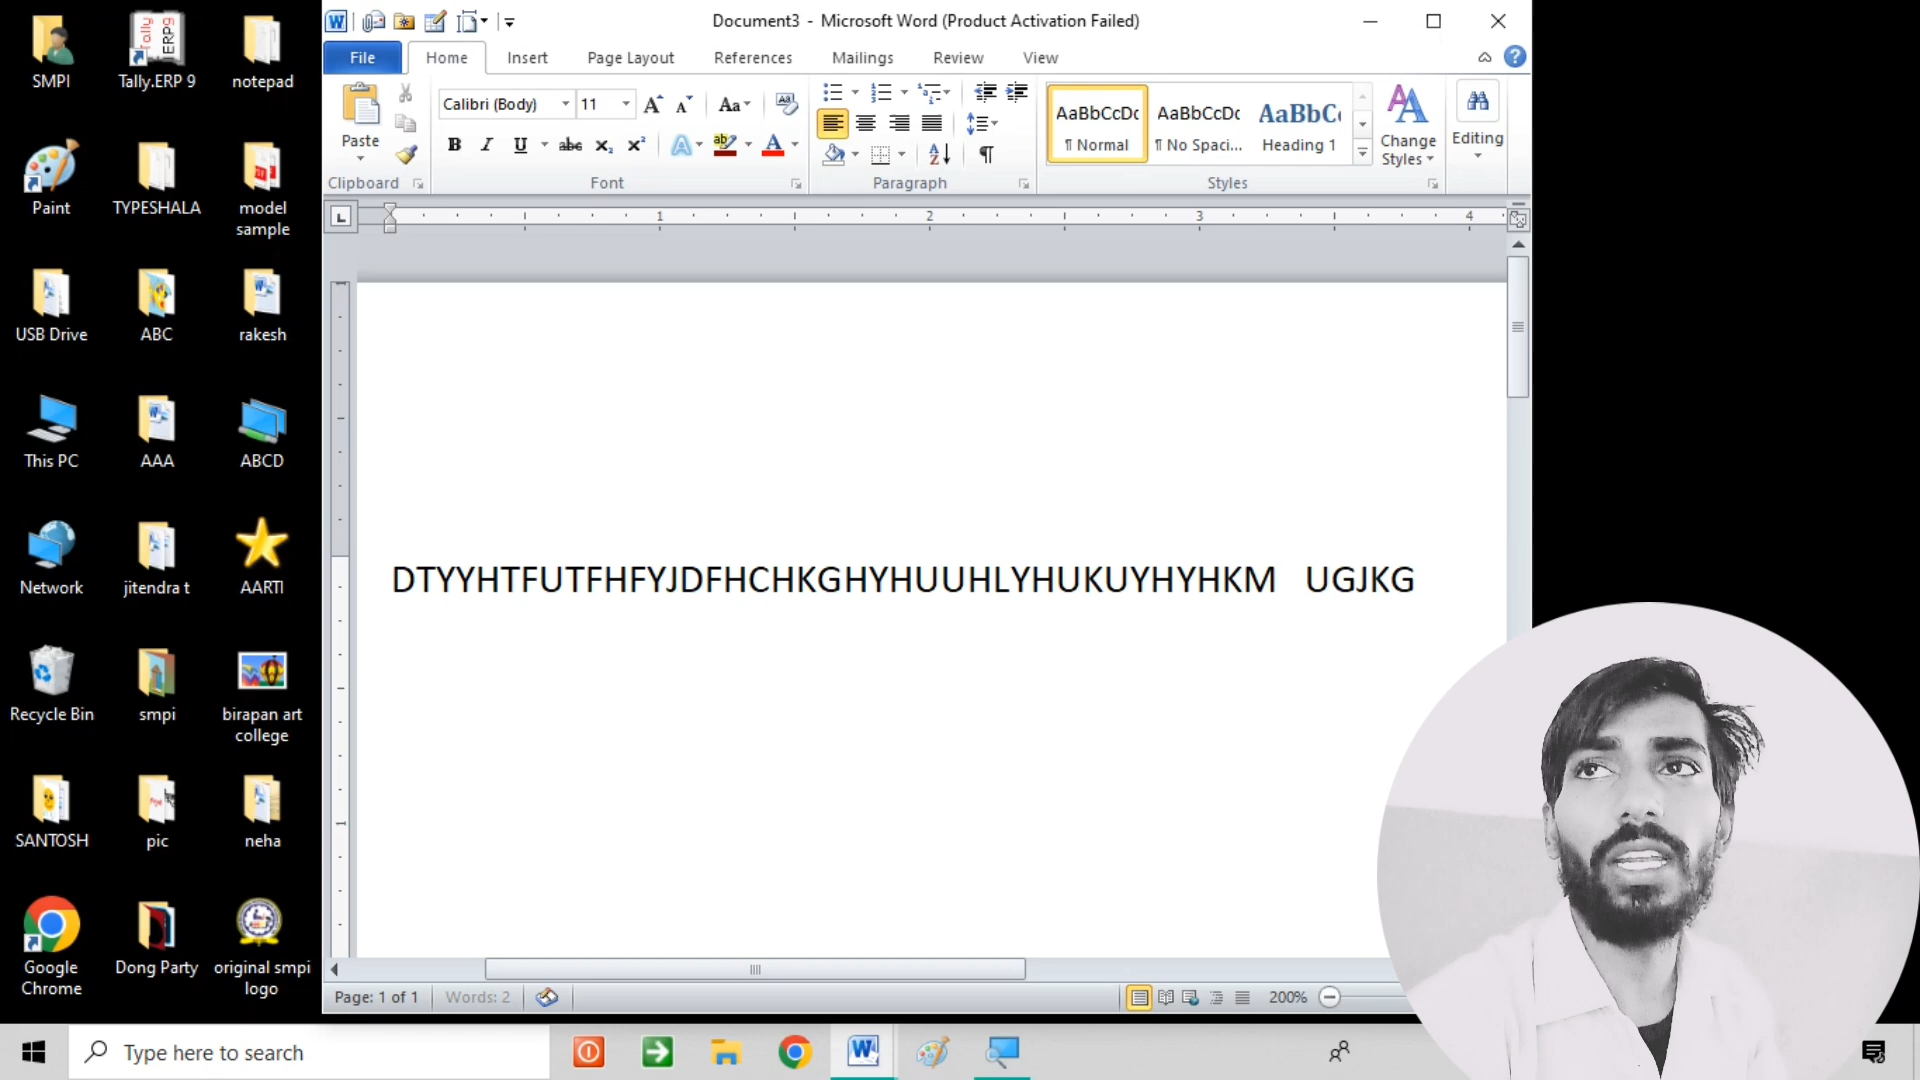 Document3 - Microsoft Word (Product Activation Failed)
File Home Insert Page Layout References Mailings Review View
Calibri (Body) 11
Paste
Clipboard Font Paragraph Styles
AaBbCcDc AaBbCcDc AaBbC
¶ Normal ¶ No Spaci... Heading 1
Change Styles
Editing
1 2 3 4
DTYYHTFUTFHFYJDFHCHKGHYHUUHLYHUKUYHYHKM UGJKG
Page: 1 of 1 Words: 2 200%
SMPI Tally.ERP 9 notepad
Paint TYPESHALA model sample
USB Drive ABC rakesh
This PC AAA ABCD
Network jitendra t AARTI
Recycle Bin smpi birapan art college
SANTOSH pic neha
Google Chrome Dong Party original smpi logo
Type here to search